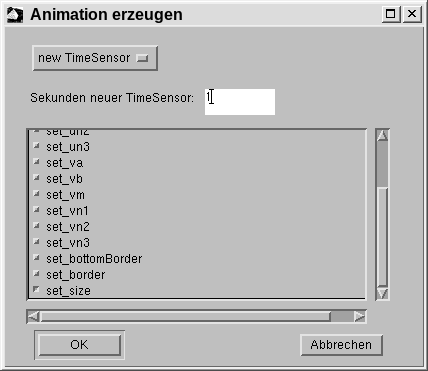 Animation erzeugen
new TimeSensor
Sekunden neuer TimeSensor: 1
set_un2
set_un3
set_va
set_vb
set_vm
set_vn1
set_vn2
set_vn3
set_bottomBorder
set_border
set_size
OK Abbrechen